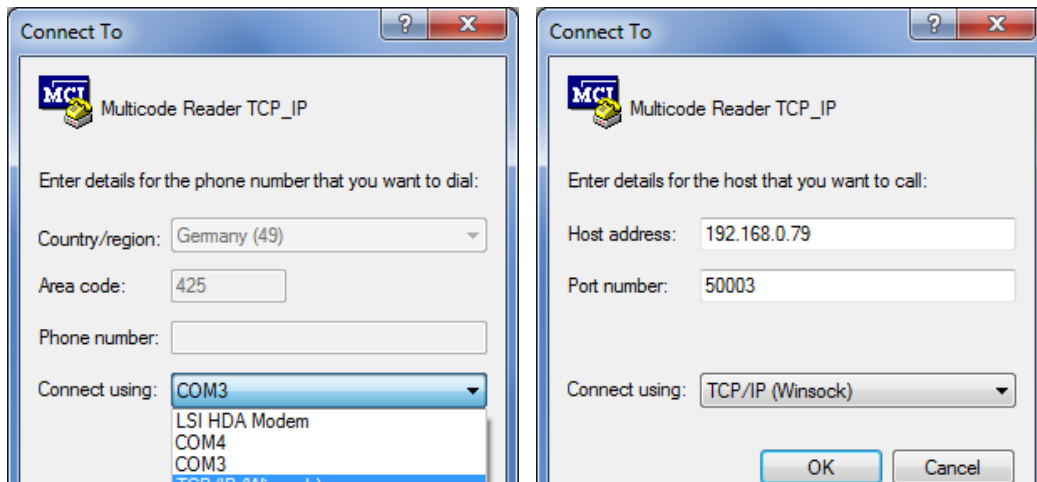 Connect To
MCI
Multicode Reader TCP_IP
Enter details for the phone number that you want to dial:
Country/region: Germany (49)
Area code: 425
Phone number:
Connect using: COM3
LSI HDA Modem
COM4
COM3
TCP/IP (Winsock)
Connect To
MCI
Multicode Reader TCP_IP
Enter details for the host that you want to call:
Host address: 192.168.0.79
Port number: 50003
Connect using: TCP/IP (Winsock)
OK Cancel